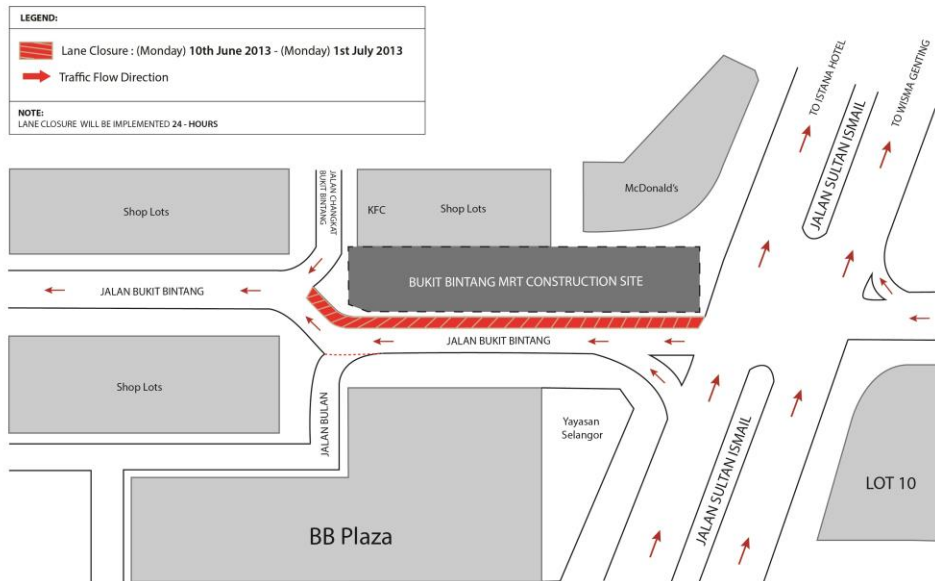 LEGEND:
Lane Closure : (Monday) 10th June 2013 - (Monday) 1st July 2013
Traffic Flow Direction
NOTE:
LANE CLOSURE WILL BE IMPLEMENTED 24 - HOURS
TO ISTANA HOTEL
TO WISMA GENTING
JALAN SULTAN ISMAIL
McDonald's
JALAN CHANGKAT
BUKIT BINTANG
Shop Lots
KFC
Shop Lots
BUKIT BINTANG MRT CONSTRUCTION SITE
JALAN BUKIT BINTANG
JALAN BUKIT BINTANG
Shop Lots
JALAN BULAN
Yayasan
Selangor
JALAN SULTAN ISMAIL
LOT 10
BB Plaza